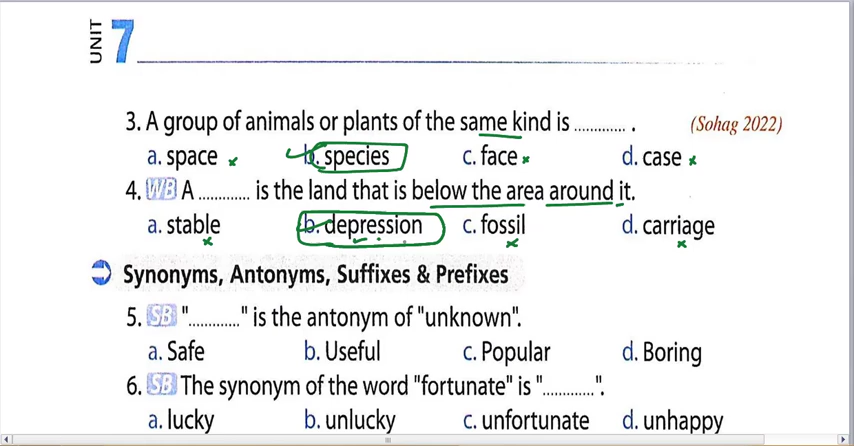 UNIT 7
3. A group of animals or plants of the same kind is ............. . (Sohag 2022)
a. space b. species c. face d. case
4. WB A ............ is the land that is below the area around it.
a. stable b. depression c. fossil d. carriage
Synonyms, Antonyms, Suffixes & Prefixes
5. SB "............" is the antonym of "unknown".
a. Safe b. Useful c. Popular d. Boring
6. SB The synonym of the word "fortunate" is "............".
a. lucky b. unlucky c. unfortunate d. unhappy